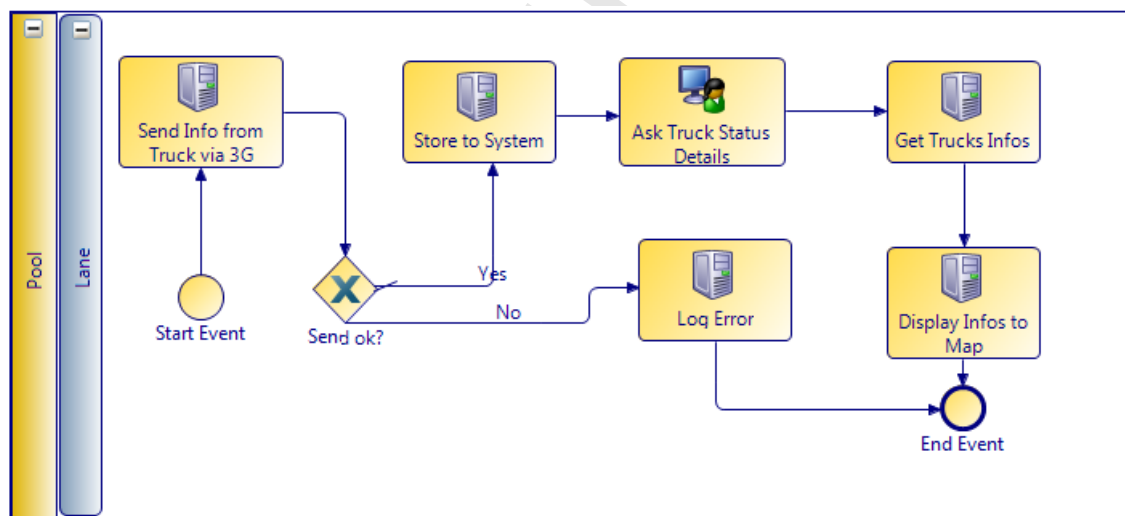 Pool
Lane
Send Info from
Truck via 3G
Store to System
Ask Truck Status
Details
Get Trucks Infos
Start Event
Send ok?
Yes
No
Log Error
Display Infos to
Map
End Event